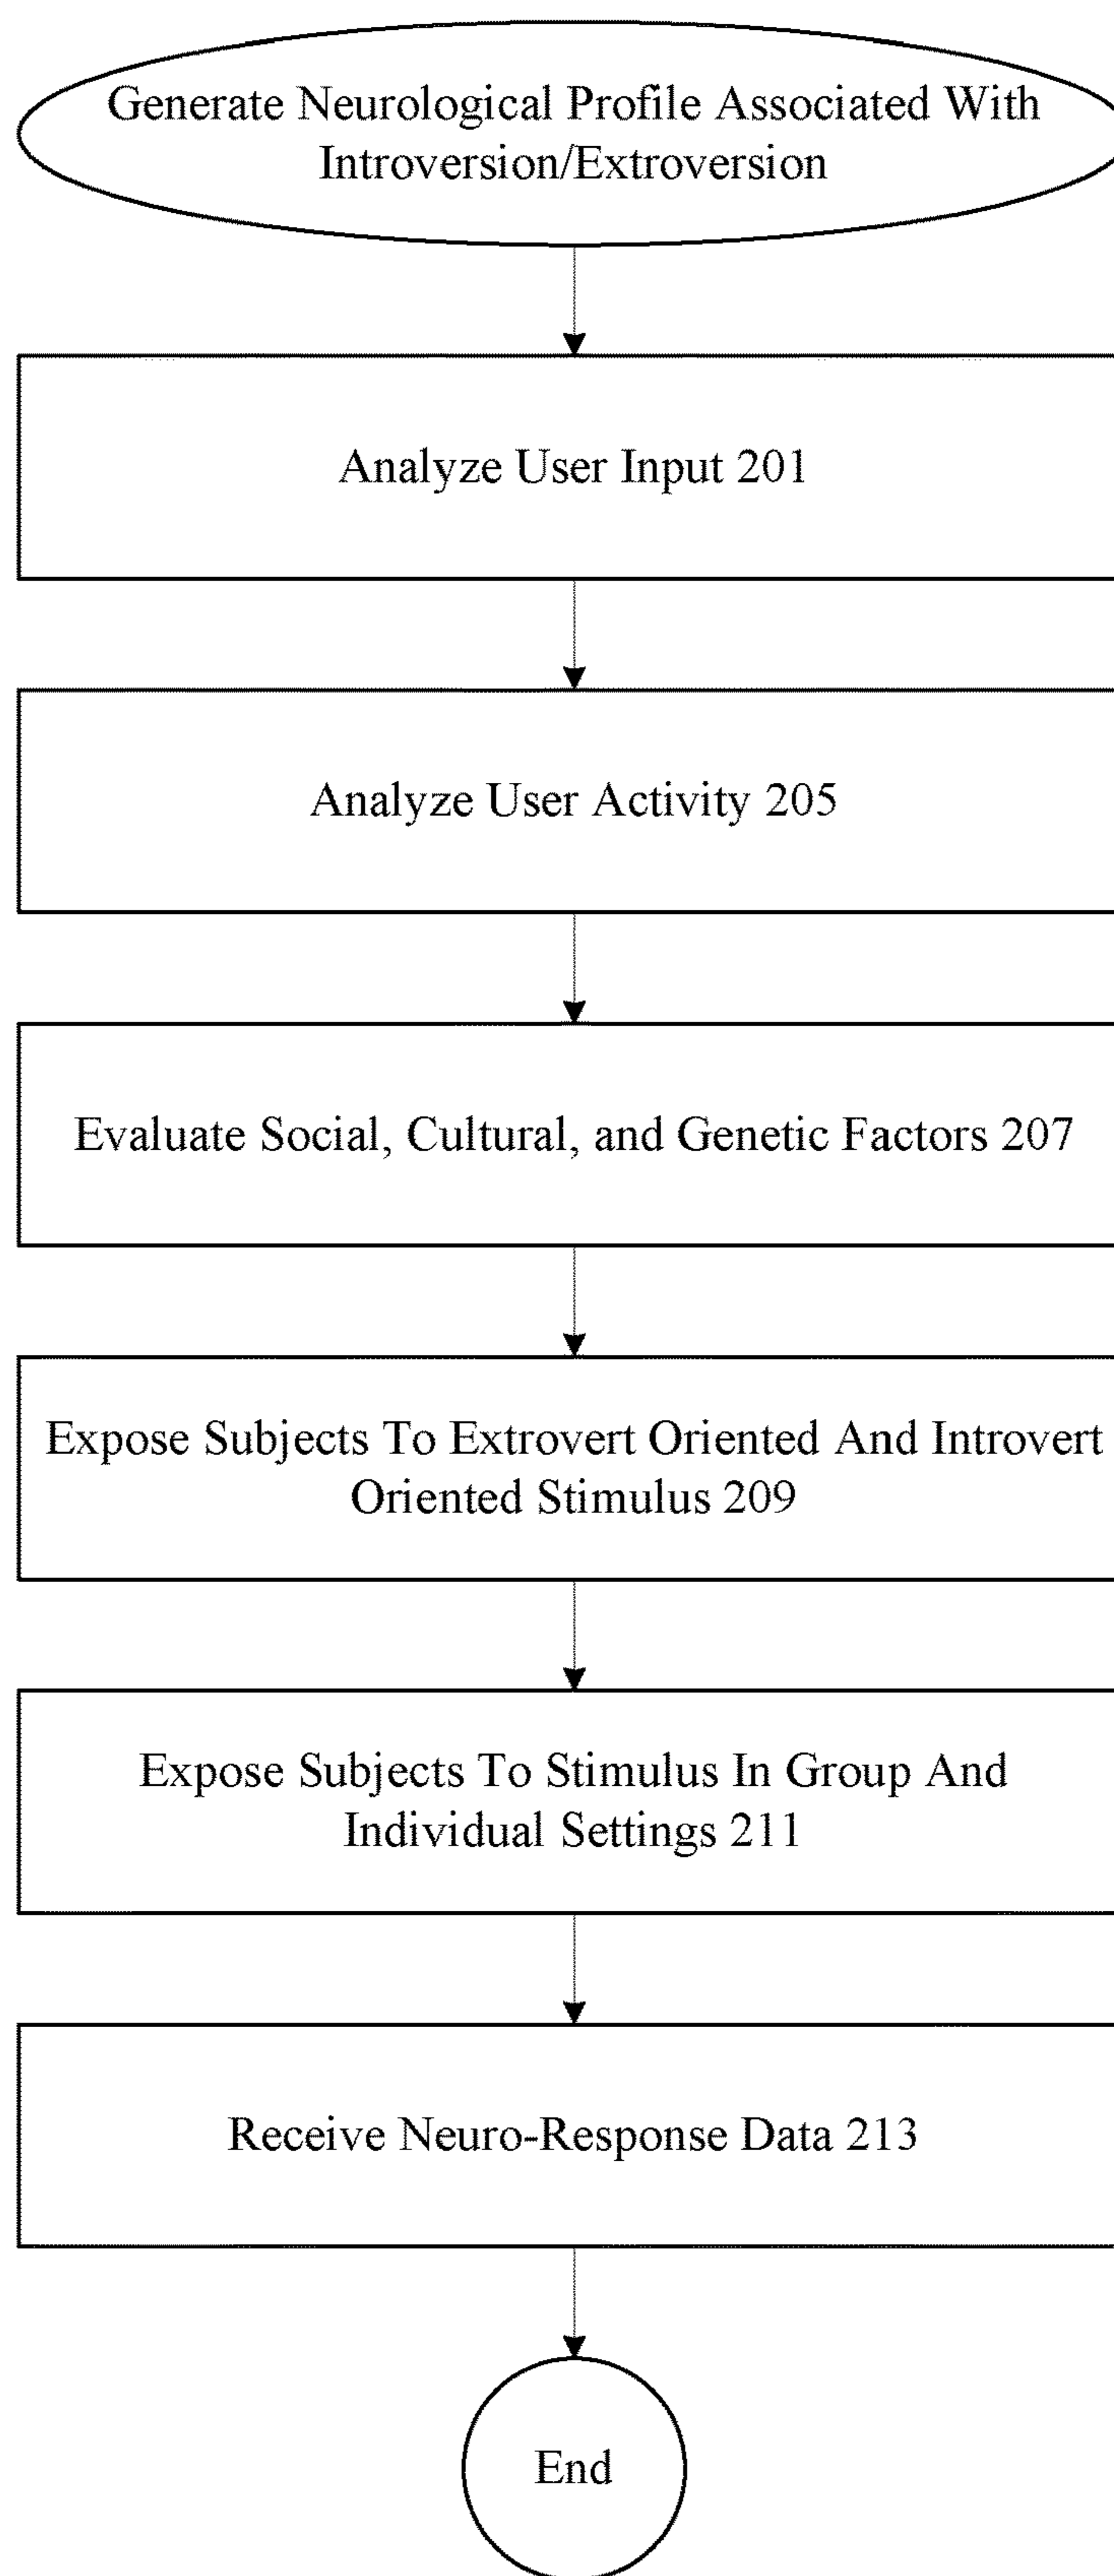 Generate Neurological Profile Associated With
Introversion/Extroversion
Analyze User Input 201
Analyze User Activity 205
Evaluate Social, Cultural, and Genetic Factors 207
Expose Subjects To Extrovert Oriented And Introvert
Oriented Stimulus 209
Expose Subjects To Stimulus In Group And
Individual Settings 211
Receive Neuro-Response Data 213
End